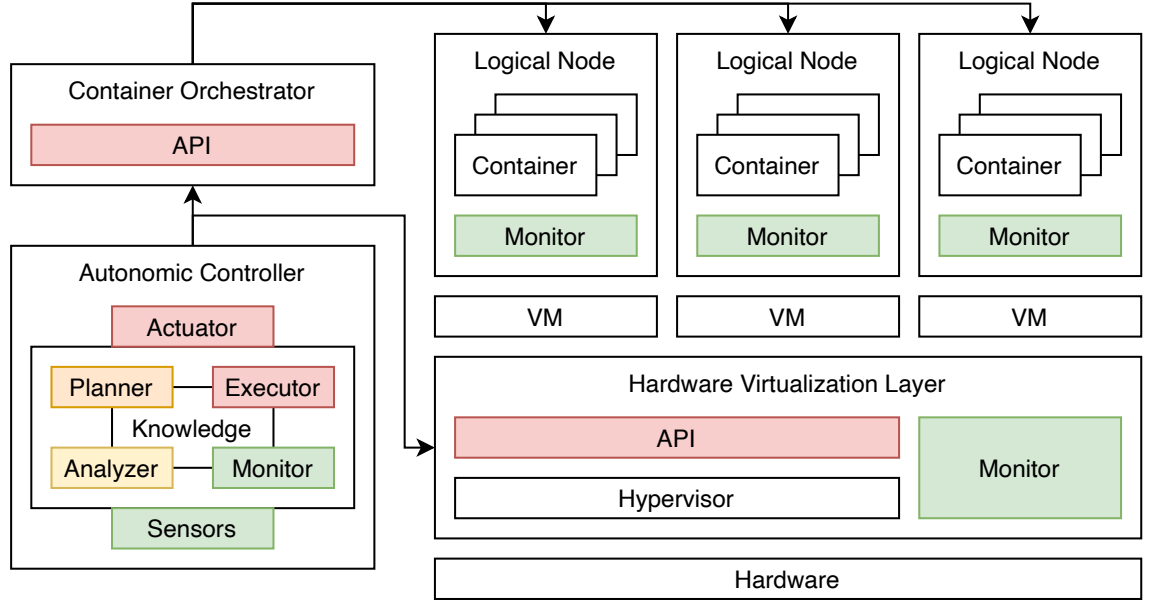 Container Orchestrator
API
Autonomic Controller
Actuator
Planner
Executor
Knowledge
Analyzer
Monitor
Sensors
Logical Node
Container
Monitor
VM
Logical Node
Container
Monitor
VM
Logical Node
Container
Monitor
VM
Hardware Virtualization Layer
API
Hypervisor
Monitor
Hardware